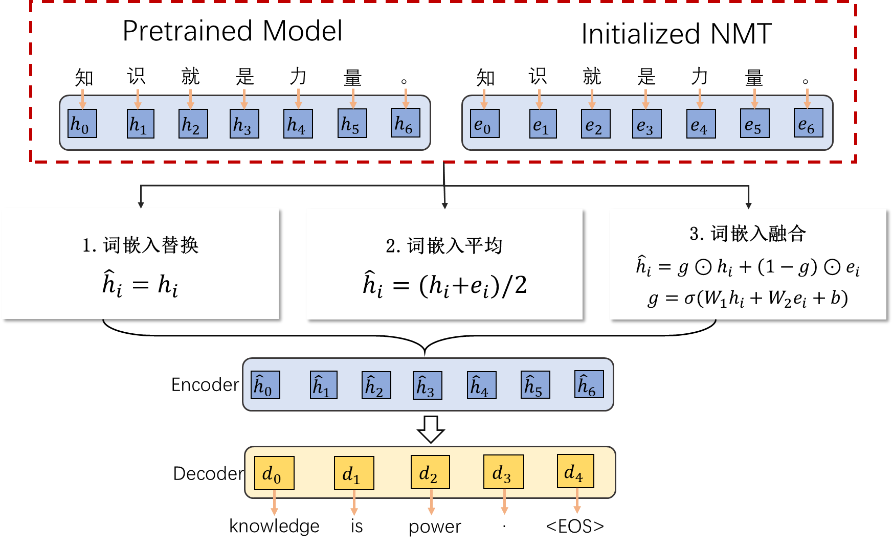 Pretrained Model
Initialized NMT
知 识 就 是 力 量 。
知 识 就 是 力 量 。
h₀ h₁ h₂ h₃ h₄ h₅ h₆
e₀ e₁ e₂ e₃ e₄ e₅ e₆
1. 词嵌入替换
ĥᵢ = hᵢ
2. 词嵌入平均
ĥᵢ = (hᵢ+eᵢ)/2
3. 词嵌入融合
ĥᵢ = g ⊙ hᵢ + (1 − g) ⊙ eᵢ
g = σ(W₁hᵢ + W₂eᵢ + b)
Encoder ĥ₀ ĥ₁ ĥ₂ ĥ₃ ĥ₄ ĥ₅ ĥ₆
Decoder d₀ d₁ d₂ d₃ d₄
knowledge is power . <EOS>